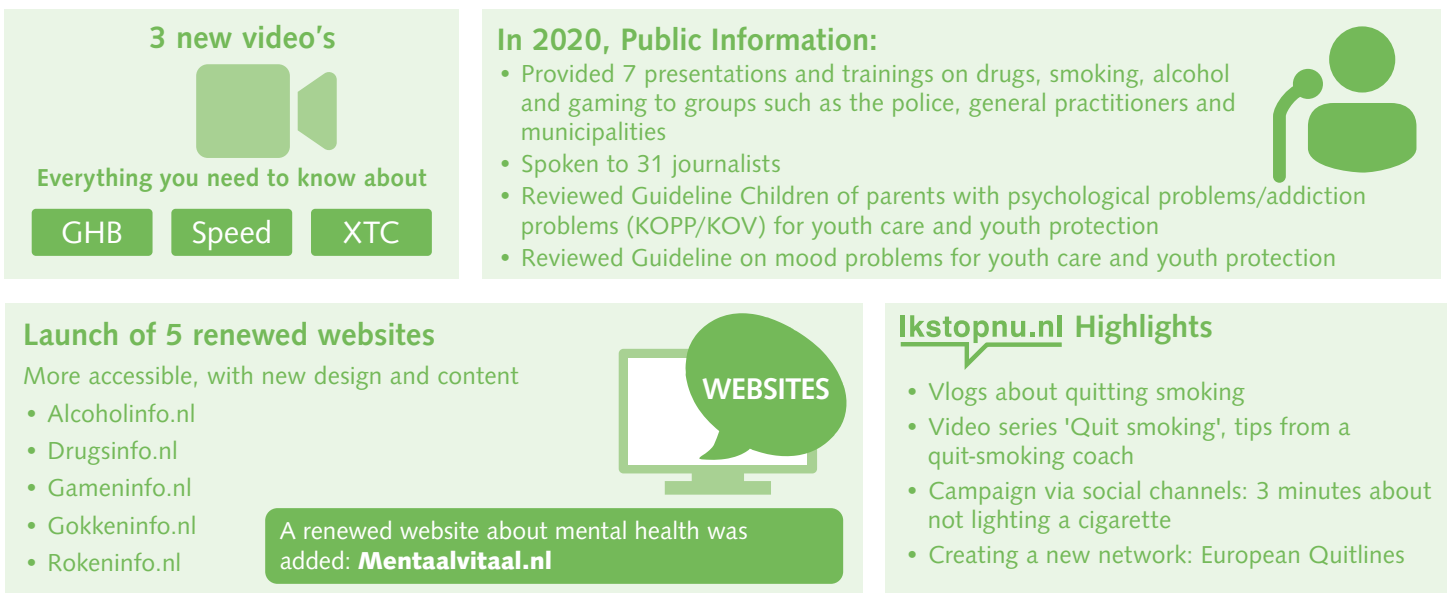 3 new video's
Everything you need to know about
GHB
Speed
XTC
In 2020, Public Information:
• Provided 7 presentations and trainings on drugs, smoking, alcohol
and gaming to groups such as the police, general practitioners and
municipalities
• Spoken to 31 journalists
• Reviewed Guideline Children of parents with psychological problems/addiction
problems (KOPP/KOV) for youth care and youth protection
• Reviewed Guideline on mood problems for youth care and youth protection
Launch of 5 renewed websites
More accessible, with new design and content
• Alcoholinfo.nl
• Drugsinfo.nl
• Gameninfo.nl
• Gokkeninfo.nl
• Rokeninfo.nl
WEBSITES
A renewed website about mental health was
added: Mentaalvitaal.nl
Ikstopnu.nl Highlights
• Vlogs about quitting smoking
• Video series 'Quit smoking', tips from a
quit-smoking coach
• Campaign via social channels: 3 minutes about
not lighting a cigarette
• Creating a new network: European Quitlines